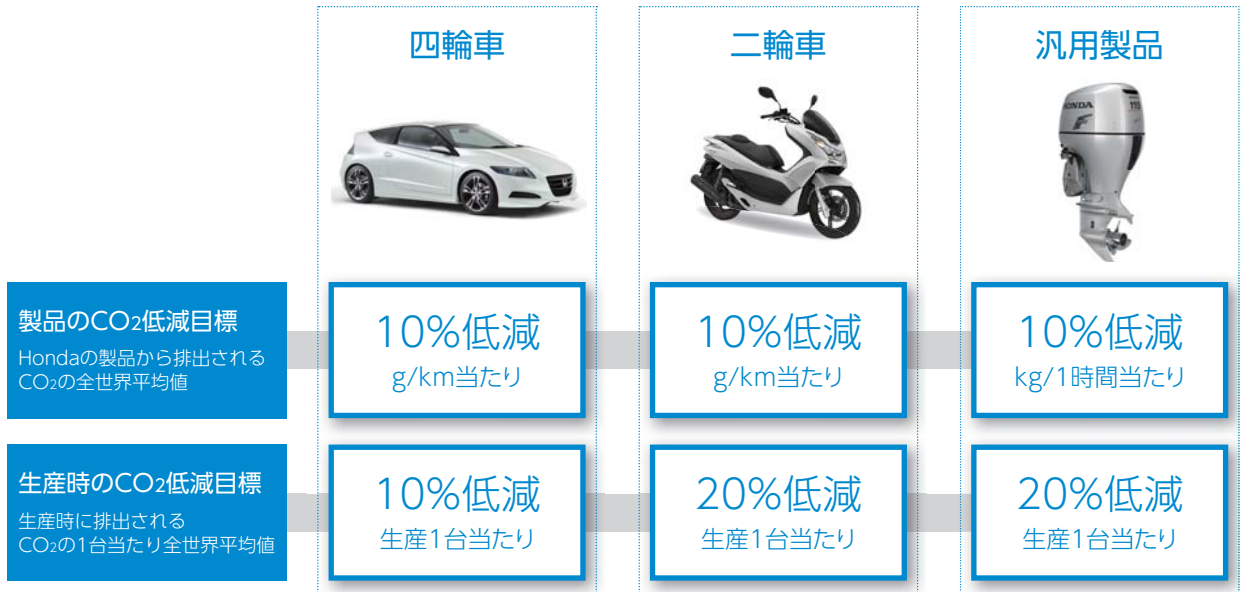 四輪車
二輪車
汎用製品
HONDA
115
製品のCO2低減目標
Hondaの製品から排出される
CO2の全世界平均値
10%低減
g/km当たり
10%低減
g/km当たり
10%低減
kg/1時間当たり
生産時のCO2低減目標
生産時に排出される
CO2の1台当たり全世界平均値
10%低減
生産1台当たり
20%低減
生産1台当たり
20%低減
生産1台当たり